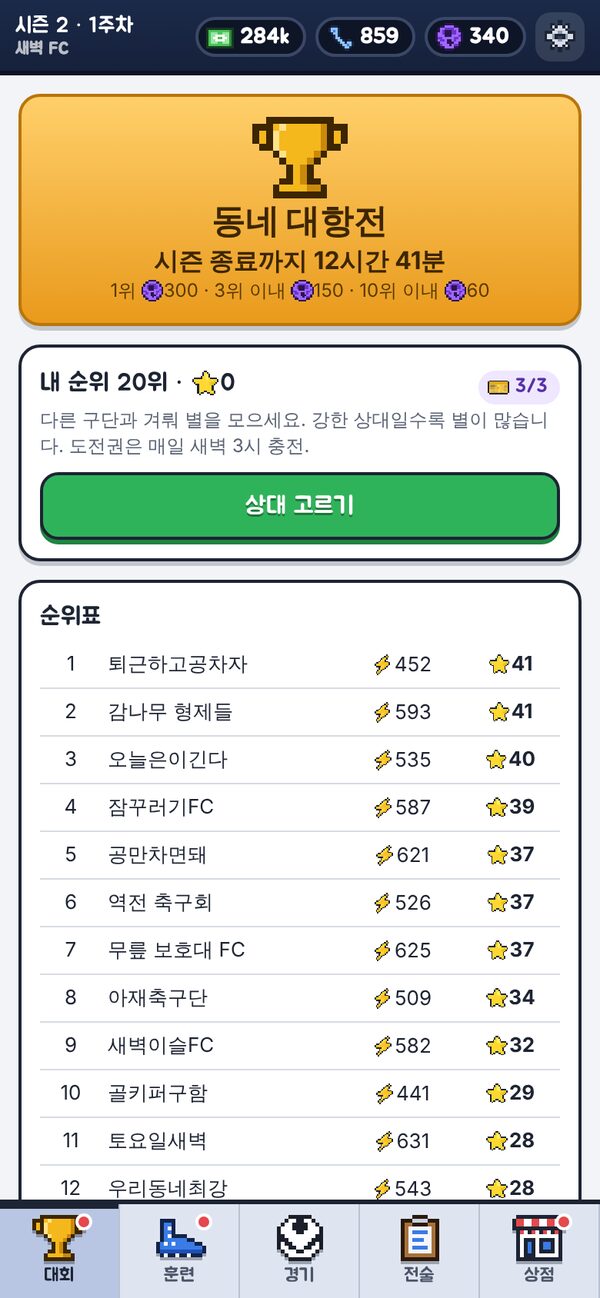 시즌 2 · 1주차
새벽 FC
284k
859
340
동네 대항전
시즌 종료까지 12시간 41분
1위 300 · 3위 이내 150 · 10위 이내 60
내 순위 20위 · 0
3/3
다른 구단과 겨뤄 별을 모으세요. 강한 상대일수록 별이 많습니
다. 도전권은 매일 새벽 3시 충전.
상대 고르기
순위표
1 퇴근하고공차자 452 41
2 감나무 형제들 593 41
3 오늘은이긴다 535 40
4 잠꾸러기FC 587 39
5 공만차면돼 621 37
6 역전 축구회 526 37
7 무릎 보호대 FC 625 37
8 아재축구단 509 34
9 새벽이슬FC 582 32
10 골키퍼구함 441 29
11 토요일새벽 631 28
12 우리동네최강 543 28
대회 훈련 경기 전술 상점